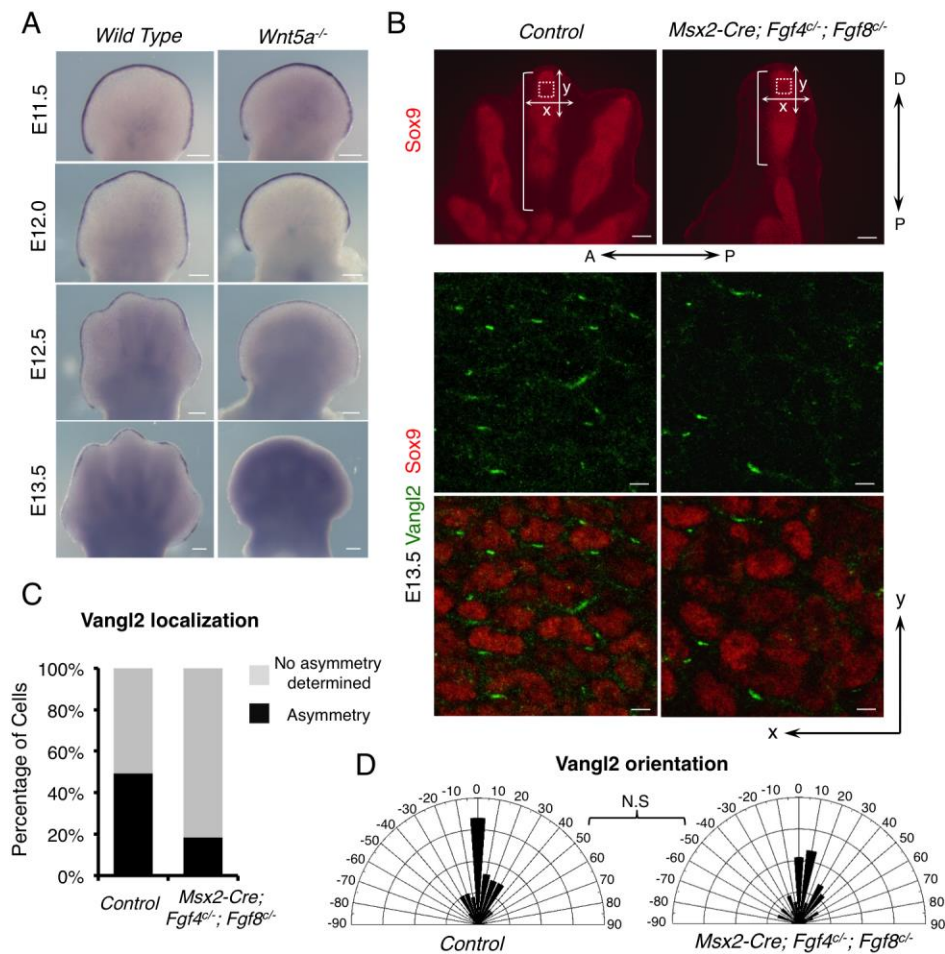 A
Wild Type
Wnt5a-/-
E11.5
E12.0
E12.5
E13.5
B
Control
Msx2-Cre; Fgf4c/-; Fgf8c/-
Sox9
y
x
y
x
D
P
A
P
E13.5 Vangl2 Sox9
y
x
C
Vangl2 localization
Percentage of Cells
100%
80%
60%
40%
20%
0%
No asymmetry
determined
Asymmetry
Control
Msx2-Cre;
Fgf4c/-; Fgf8c/-
D
Vangl2 orientation
N.S
-90 -80 -70 -60 -50 -40 -30 -20 -10 0 10 20 30 40 50 60 70 80 90
Control
-90 -80 -70 -60 -50 -40 -30 -20 -10 0 10 20 30 40 50 60 70 80 90
Msx2-Cre; Fgf4c/-; Fgf8c/-